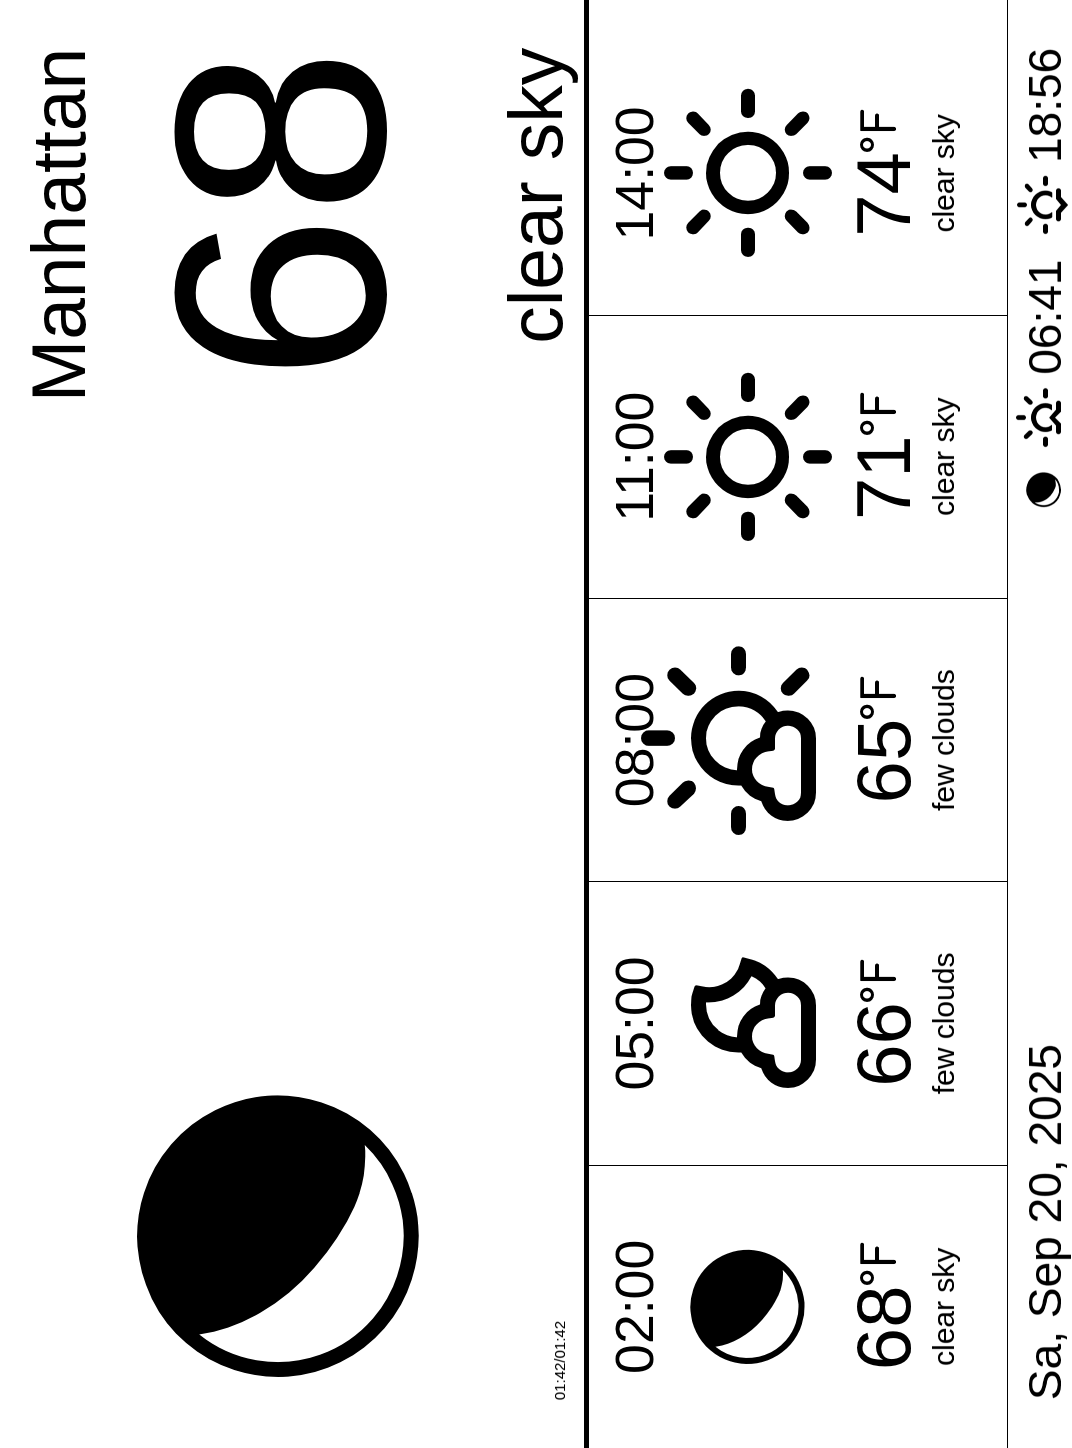 Manhattan
68
clear sky
01:42/01:42
02:00
68°F
clear sky
05:00
66°F
few clouds
08:00
65°F
few clouds
11:00
71°F
clear sky
14:00
74°F
clear sky
Sa, Sep 20, 2025 06:41 18:56